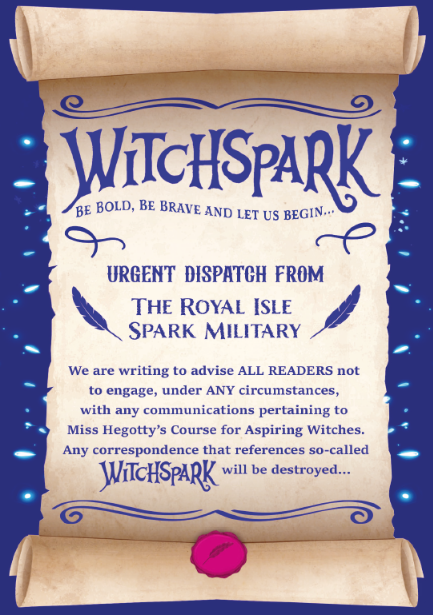 WITCHSPARK
BE BOLD, BE BRAVE AND LET US BEGIN...
URGENT DISPATCH FROM
THE ROYAL ISLE
SPARK MILITARY
We are writing to advise ALL READERS not
to engage, under ANY circumstances,
with any communications pertaining to
Miss Hegotty's Course for Aspiring Witches.
Any correspondence that references so-called
WITCHSPARK will be destroyed...